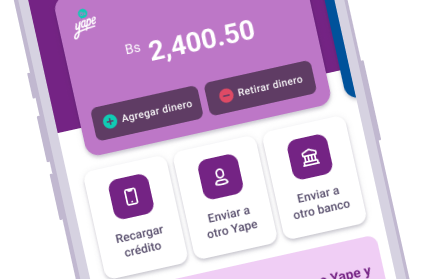 yape
Bs 2,400.50
Agregar dinero
Retirar dinero
Recargar
crédito
Enviar a
otro Yape
Enviar a
otro banco
Yape y